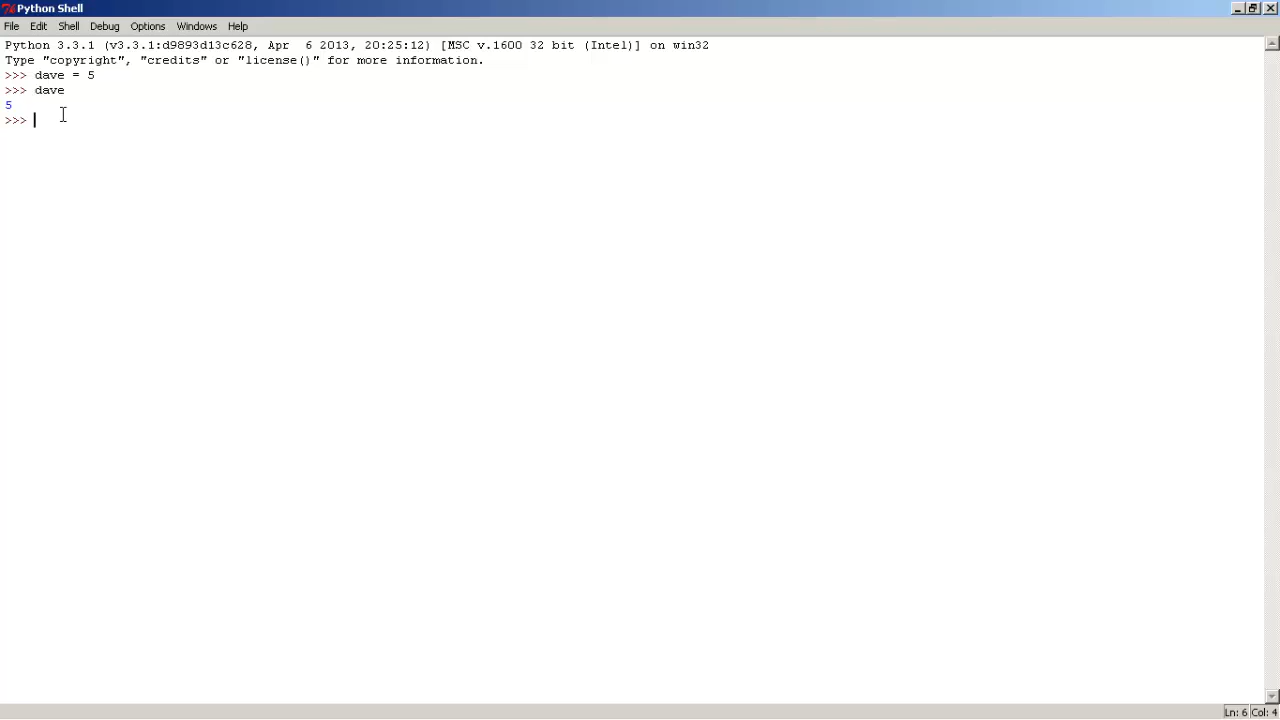 Python Shell
File Edit Shell Debug Options Windows Help
Python 3.3.1 (v3.3.1:d9893d13c628, Apr  6 2013, 20:25:12) [MSC v.1600 32 bit (Intel)] on win32
Type "copyright", "credits" or "license()" for more information.
>>> dave = 5
>>> dave
5
>>>
Ln: 6 Col: 4